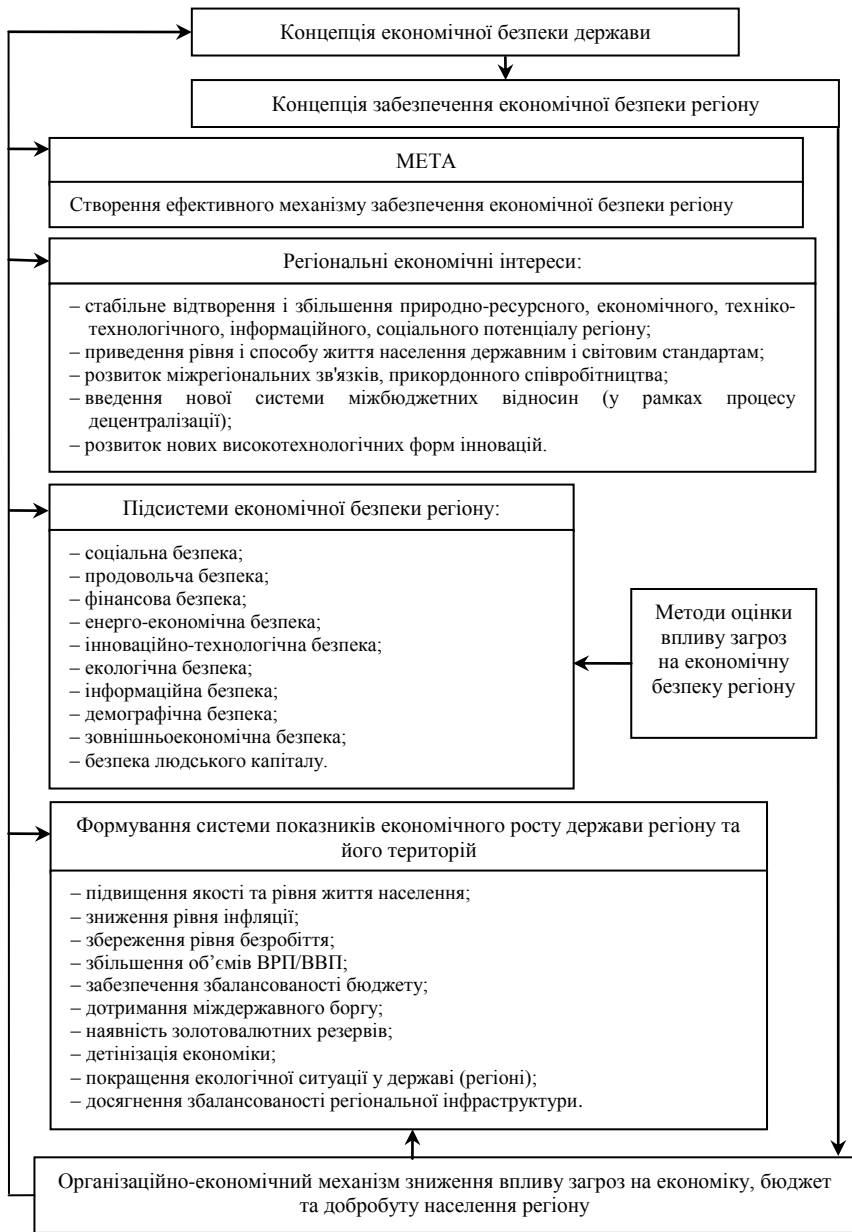 Концепція економічної безпеки держави
Концепція забезпечення економічної безпеки регіону
МЕТА
Створення ефективного механізму забезпечення економічної безпеки регіону
Регіональні економічні інтереси:
– стабільне відтворення і збільшення природно-ресурсного, економічного, техніко-
технологічного, інформаційного, соціального потенціалу регіону;
– приведення рівня і способу життя населення державним і світовим стандартам;
– розвиток міжрегіональних зв'язків, прикордонного співробітництва;
– введення нової системи міжбюджетних відносин (у рамках процесу
децентралізації);
– розвиток нових високотехнологічних форм інновацій.
Підсистеми економічної безпеки регіону:
– соціальна безпека;
– продовольча безпека;
– фінансова безпека;
– енерго-економічна безпека;
– інноваційно-технологічна безпека;
– екологічна безпека;
– інформаційна безпека;
– демографічна безпека;
– зовнішньоекономічна безпека;
– безпека людського капіталу.
Методи оцінки
впливу загроз
на економічну
безпеку регіону
Формування системи показників економічного росту держави регіону та
його територій
– підвищення якості та рівня життя населення;
– зниження рівня інфляції;
– збереження рівня безробіття;
– збільшення об’ємів ВРП/ВВП;
– забезпечення збалансованості бюджету;
– дотримання міждержавного боргу;
– наявність золотовалютних резервів;
– детінізація економіки;
– покращення екологічної ситуації у державі (регіоні);
– досягнення збалансованості регіональної інфраструктури.
Організаційно-економічний механізм зниження впливу загроз на економіку, бюджет
та добробуту населення регіону